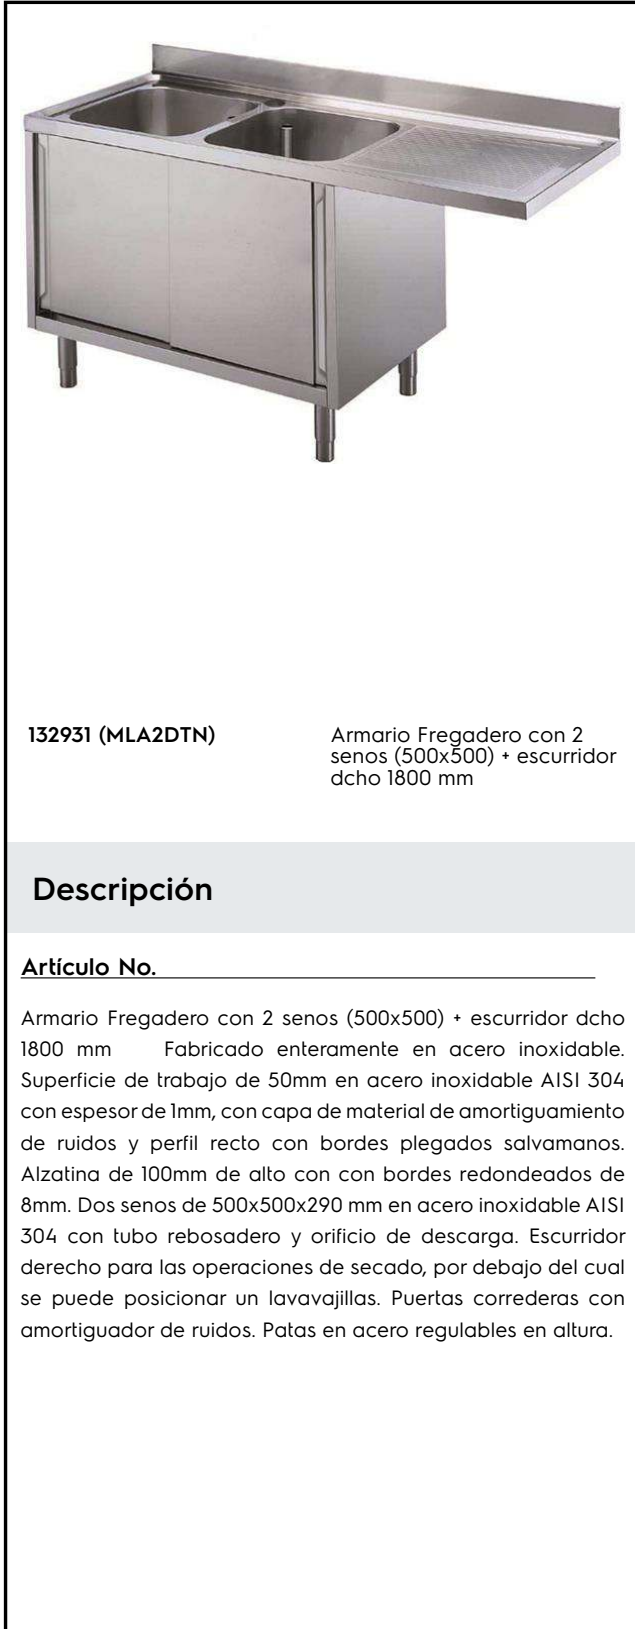 132931 (MLA2DTN)
Armario Fregadero con 2
senos (500x500) + escurridor
dcho 1800 mm
Descripción
Artículo No.
Armario Fregadero con 2 senos (500x500) + escurridor dcho
1800 mm Fabricado enteramente en acero inoxidable.
Superficie de trabajo de 50mm en acero inoxidable AISI 304
con espesor de 1mm, con capa de material de amortiguamiento
de ruidos y perfil recto con bordes plegados salvamanos.
Alzatina de 100mm de alto con con bordes redondeados de
8mm. Dos senos de 500x500x290 mm en acero inoxidable AISI
304 con tubo rebosadero y orificio de descarga. Escurridor
derecho para las operaciones de secado, por debajo del cual
se puede posicionar un lavavajillas. Puertas correderas con
amortiguador de ruidos. Patas en acero regulables en altura.